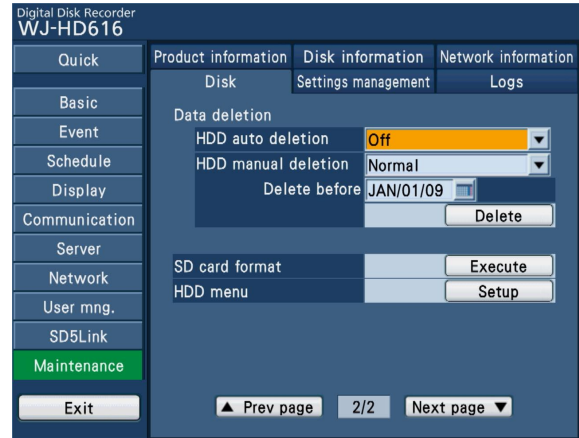 Digital Disk Recorder
WJ-HD616
Quick
Basic
Event
Schedule
Display
Communication
Server
Network
User mng.
SD5Link
Maintenance
Exit
Product information Disk information Network information
Disk Settings management Logs
Data deletion
HDD auto deletion Off
HDD manual deletion Normal
Delete before JAN/01/09
Delete
SD card format Execute
HDD menu Setup
▲ Prev page 2/2 Next page ▼